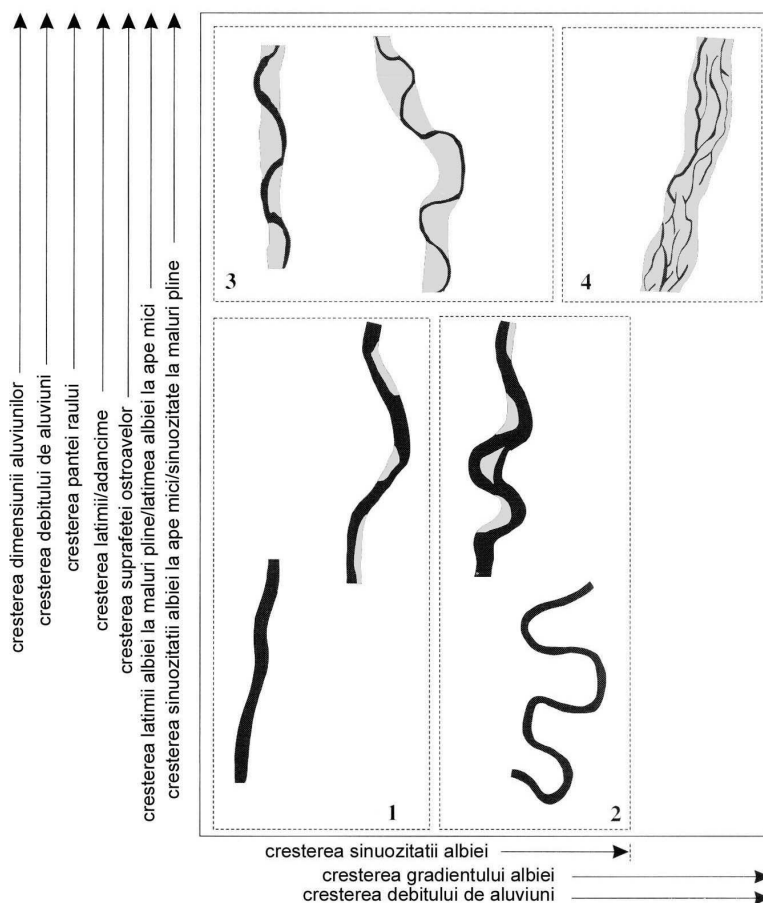 cresterea dimensiunii aluviunilor
cresterea debitului de aluviuni
cresterea pantei raului
cresterea latimii/adancime
cresterea suprafetei ostroavelor
cresterea latimii albiei la maluri pline/latimea albiei la ape mici
cresterea sinuozitatii albiei la ape mici/sinuozitate la maluri pline
3
4
1
2
cresterea sinuozitatii albiei
cresterea gradientului albiei
cresterea debitului de aluviuni